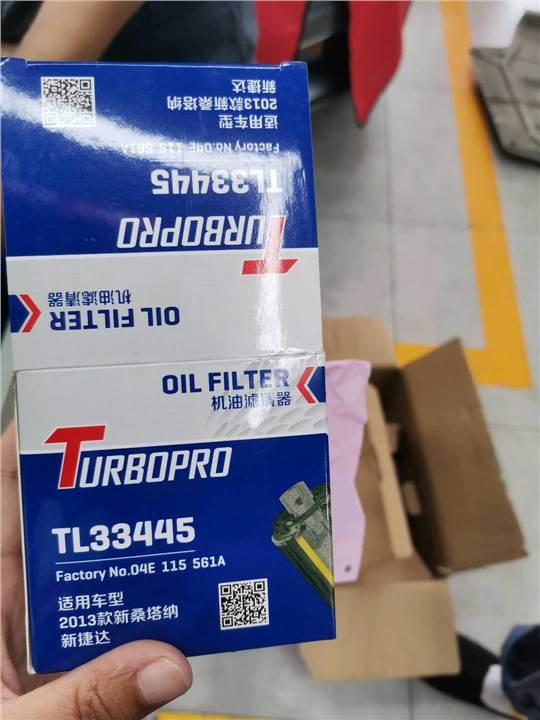 新捷达
2013款新桑塔纳
适用车型
Factory No.04E 115 561A
TL33445
TURBOPRO
机油滤清器
OIL FILTER
OIL FILTER
机油滤清器
TURBOPRO
TL33445
Factory No.04E 115 561A
适用车型
2013款新桑塔纳
新捷达